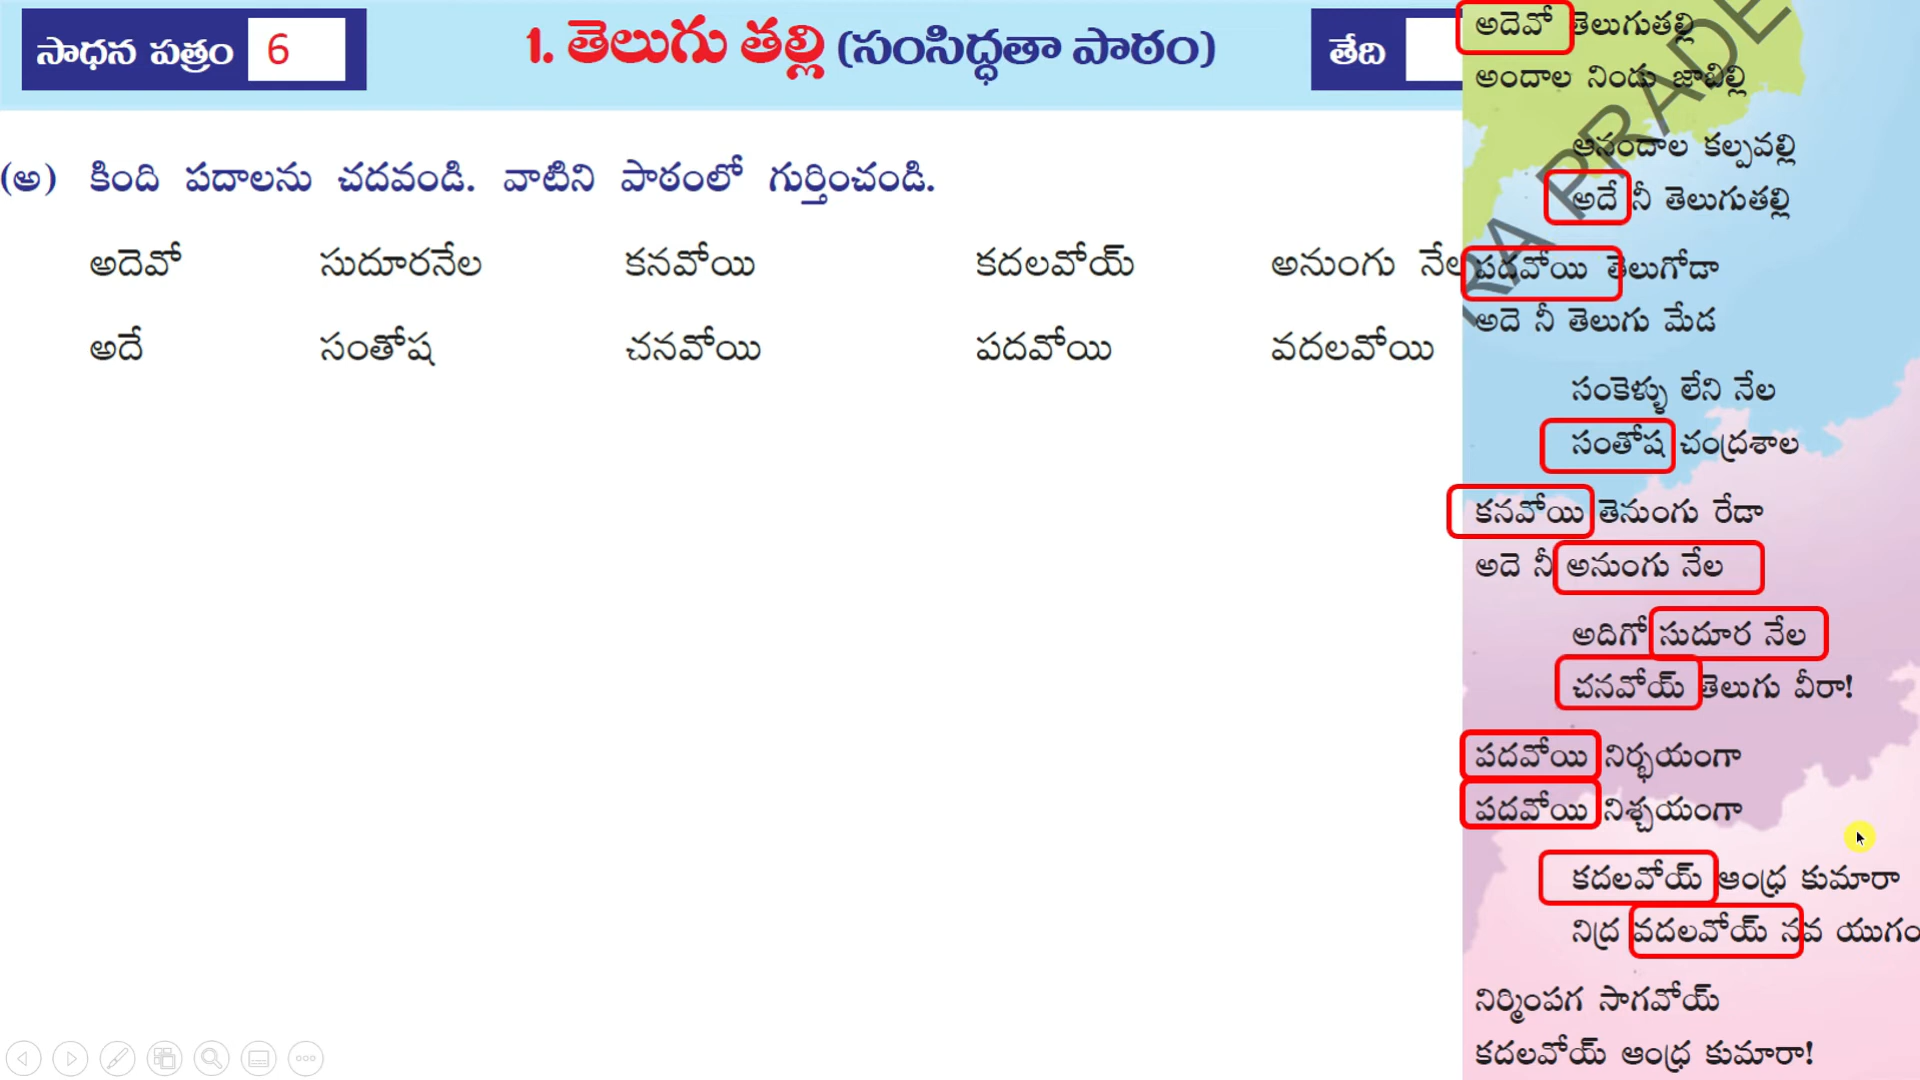 సాధన పత్రం 6
1. తెలుగు తల్లి (సంసిద్ధతా పాఠం)
తేది
(అ) కింది పదాలను చదవండి. వాటిని పాఠంలో గుర్తించండి.
అదెవో సుదూరనేల కనవోయి కదలవోయ్ అనుంగు నేల
అదే సంతోష చనవోయి పదవోయి వదలవోయి
అదెవో తెలుగుతల్లి
అందాల నిండు జాబిల్లి
ఆనందాల కల్పవల్లి
అదే నీ తెలుగుతల్లి
పదవోయి తెలుగోడా
అదె నీ తెలుగు మేడ
సంకెళ్ళు లేని నేల
సంతోష చంద్రశాల
కనవోయి తెనుంగు రేడా
అదె నీ అనుంగు నేల
అదిగో సుదూర నేల
చనవోయ్ తెలుగు వీరా!
పదవోయి నిర్భయంగా
పదవోయి నిశ్చయంగా
కదలవోయ్ ఆంధ్ర కుమారా
నిద్ర వదలవోయ్ నవ యుగం
నిర్మింపగ సాగవోయ్
కదలవోయ్ ఆంధ్ర కుమారా!
RA PRADE